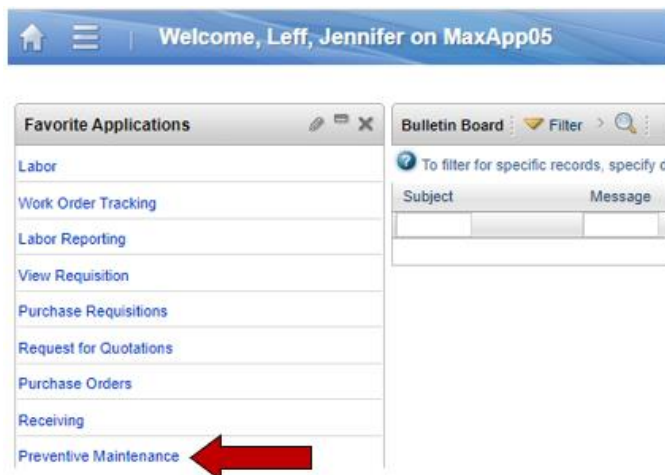 Welcome, Leff, Jennifer on MaxApp05
Favorite Applications
Labor
Work Order Tracking
Labor Reporting
View Requisition
Purchase Requisitions
Request for Quotations
Purchase Orders
Receiving
Preventive Maintenance
Bulletin Board Filter
To filter for specific records, specify
Subject Message